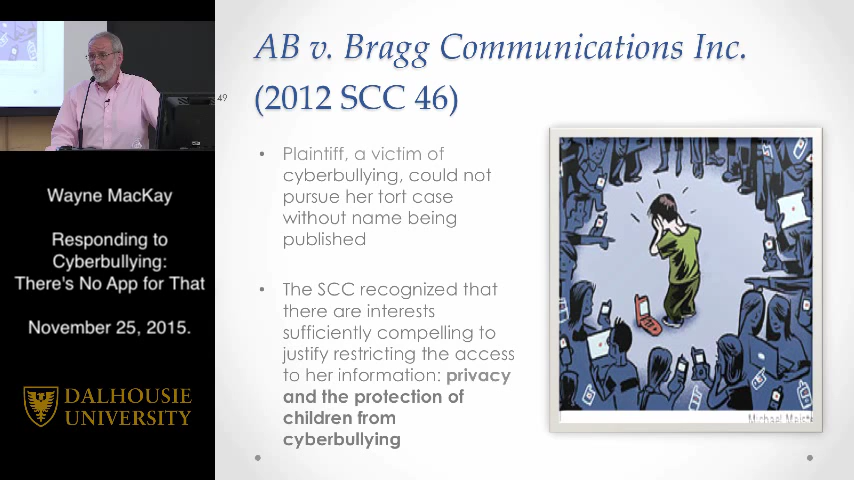 Wayne MacKay
Responding to
Cyberbullying:
There's No App for That
November 25, 2015.
DALHOUSIE
UNIVERSITY
49
AB v. Bragg Communications Inc.
(2012 SCC 46)
• Plaintiff, a victim of
cyberbullying, could not
pursue her tort case
without name being
published
• The SCC recognized that
there are interests
sufficiently compelling to
justify restricting the access
to her information: privacy
and the protection of
children from
cyberbullying
Michael